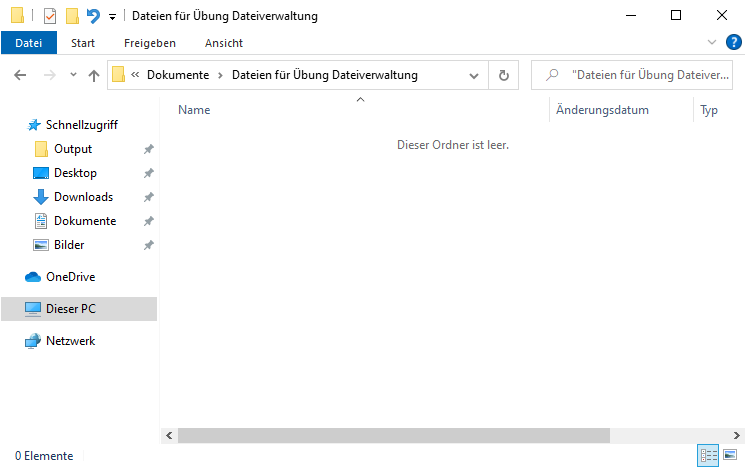 Dateien für Übung Dateiverwaltung
Datei Start Freigeben Ansicht
« Dokumente › Dateien für Übung Dateiverwaltung "Dateien für Übung Dateiver...
Name Änderungsdatum Typ
Dieser Ordner ist leer.
Schnellzugriff
Output
Desktop
Downloads
Dokumente
Bilder
OneDrive
Dieser PC
Netzwerk
0 Elemente